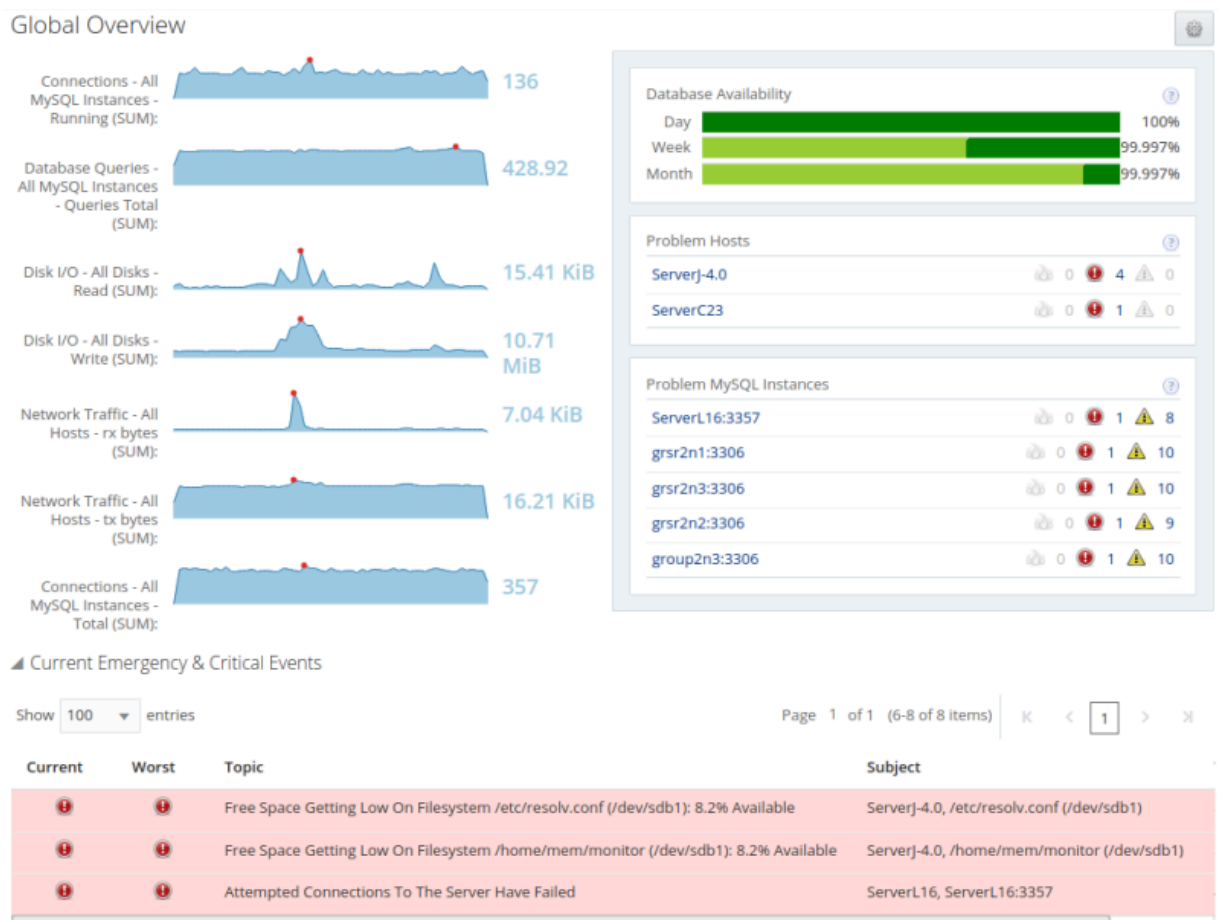 Global Overview
Connections - All
MySQL Instances -
Running (SUM):
136
Database Queries -
All MySQL Instances
- Queries Total
(SUM):
428.92
Disk I/O - All Disks -
Read (SUM):
15.41 KiB
Disk I/O - All Disks -
Write (SUM):
10.71
MiB
Network Traffic - All
Hosts - rx bytes
(SUM):
7.04 KiB
Network Traffic - All
Hosts - tx bytes
(SUM):
16.21 KiB
Connections - All
MySQL Instances -
Total (SUM):
357
Database Availability ?
Day 100%
Week 99.997%
Month 99.997%
Problem Hosts ?
ServerJ-4.0 0 4 0
ServerC23 0 1 0
Problem MySQL Instances ?
ServerL16:3357 0 1 8
grsr2n1:3306 0 1 10
grsr2n3:3306 0 1 10
grsr2n2:3306 0 1 9
group2n3:3306 0 1 10
Current Emergency & Critical Events
Show 100 entries Page 1 of 1 (6-8 of 8 items) 1
Current Worst Topic Subject
Free Space Getting Low On Filesystem /etc/resolv.conf (/dev/sdb1): 8.2% Available ServerJ-4.0, /etc/resolv.conf (/dev/sdb1)
Free Space Getting Low On Filesystem /home/mem/monitor (/dev/sdb1): 8.2% Available ServerJ-4.0, /home/mem/monitor (/dev/sdb1)
Attempted Connections To The Server Have Failed ServerL16, ServerL16:3357